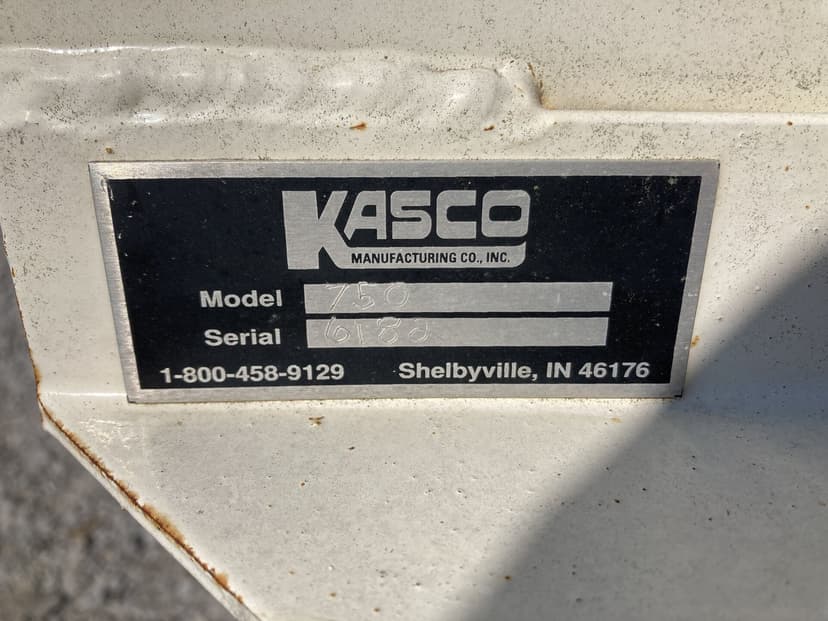 KASCO
MANUFACTURING CO., INC.
Model 750
Serial 6180
1-800-458-9129 Shelbyville, IN 46176